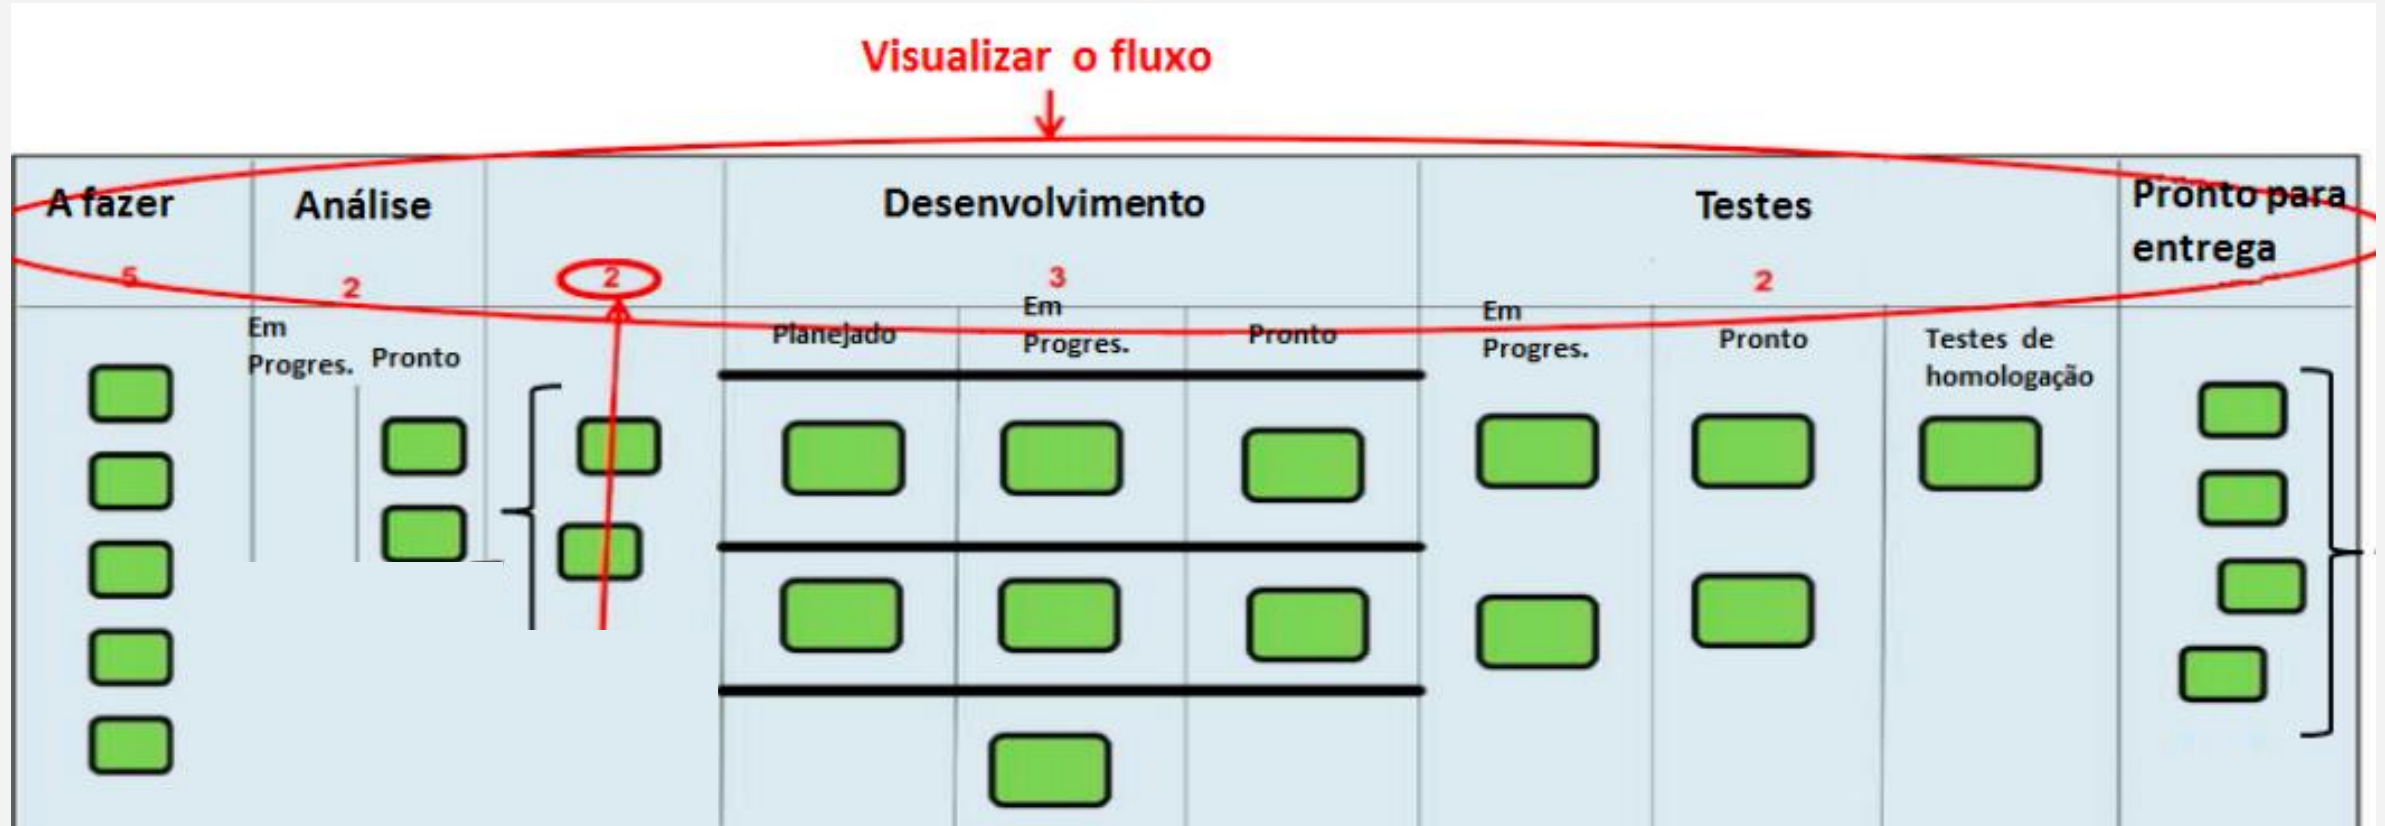 Visualizar o fluxo
A fazer
Análise
Desenvolvimento
Testes
Pronto para
entrega
5
2
2
3
2
Em
Progres.
Pronto
Planejado
Em
Progres.
Pronto
Em
Progres.
Pronto
Testes de
homologação